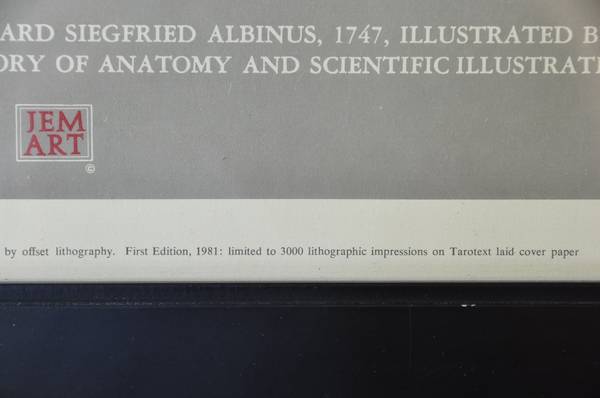 ARD SIEGFRIED ALBINUS, 1747, ILLUSTRATED B
ORY OF ANATOMY AND SCIENTIFIC ILLUSTRATI
JEM
ART
©
by offset lithography. First Edition, 1981: limited to 3000 lithographic impressions on Tarotext laid cover paper